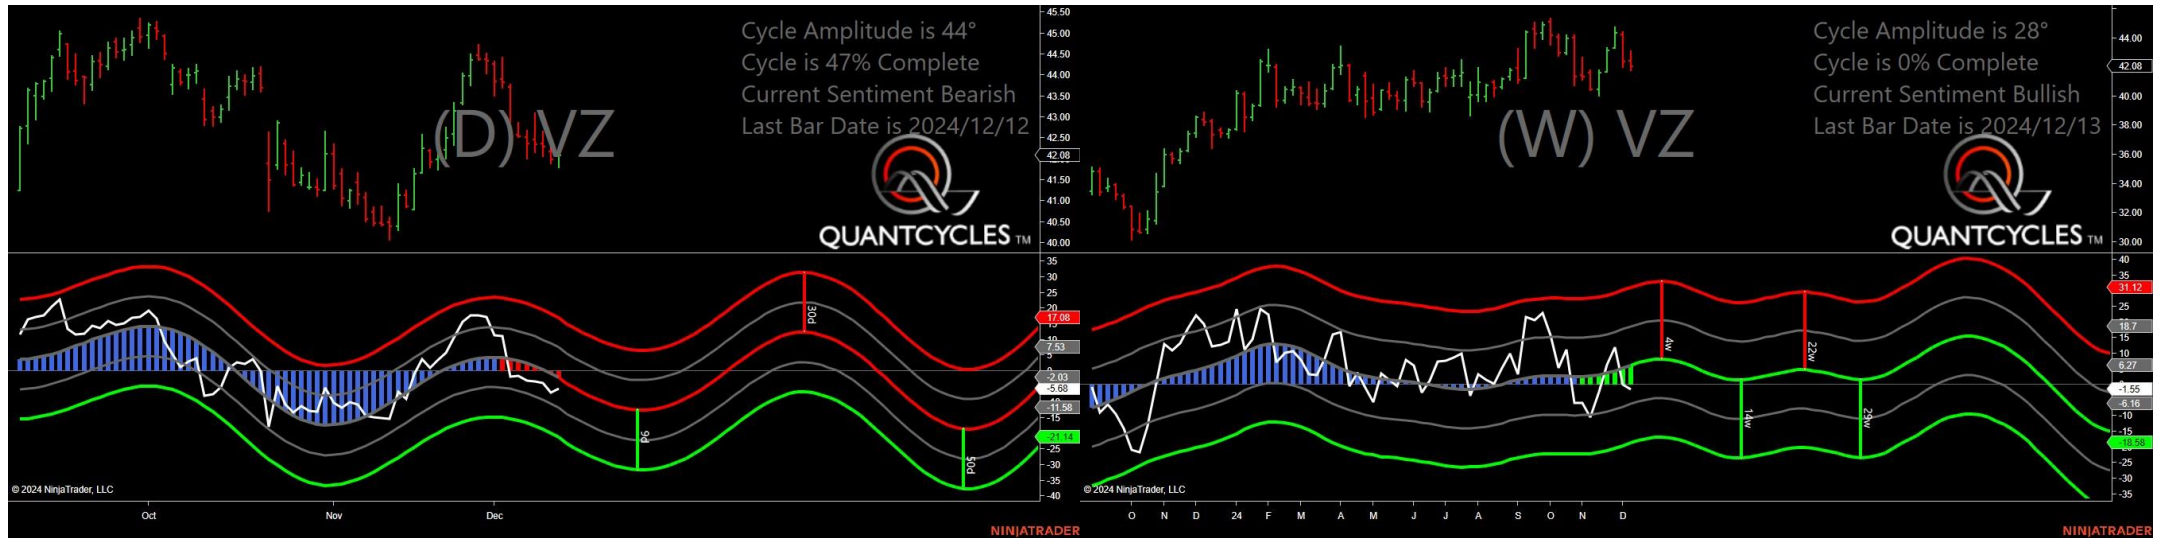 Cycle Amplitude is 44°
Cycle is 47% Complete
Current Sentiment Bearish
Last Bar Date is 2024/12/12
(D) VZ
QUANTCYCLES TM
45.50
45.00
44.50
44.00
43.50
43.00
42.50
42.08
41.50
41.00
40.50
40.00
35
30
25
20
17.08
10
7.53
5
-2.03
-5.68
-11.58
-15
-21.14
-25
-30
-35
-40
30d
9d
50d
© 2024 NinjaTrader, LLC
Oct Nov Dec
NINJATRADER
Cycle Amplitude is 28°
Cycle is 0% Complete
Current Sentiment Bullish
Last Bar Date is 2024/12/13
(W) VZ
QUANTCYCLES TM
44.00
42.08
40.00
38.00
36.00
34.00
32.00
30.00
40
35
31.12
25
18.7
15
10
6.27
-1.55
-6.16
-10
-15
-18.58
-25
-30
-35
4w
22w
14w
29w
© 2024 NinjaTrader, LLC
O N D 24 F M A M J J A S O N D
NINJATRADER